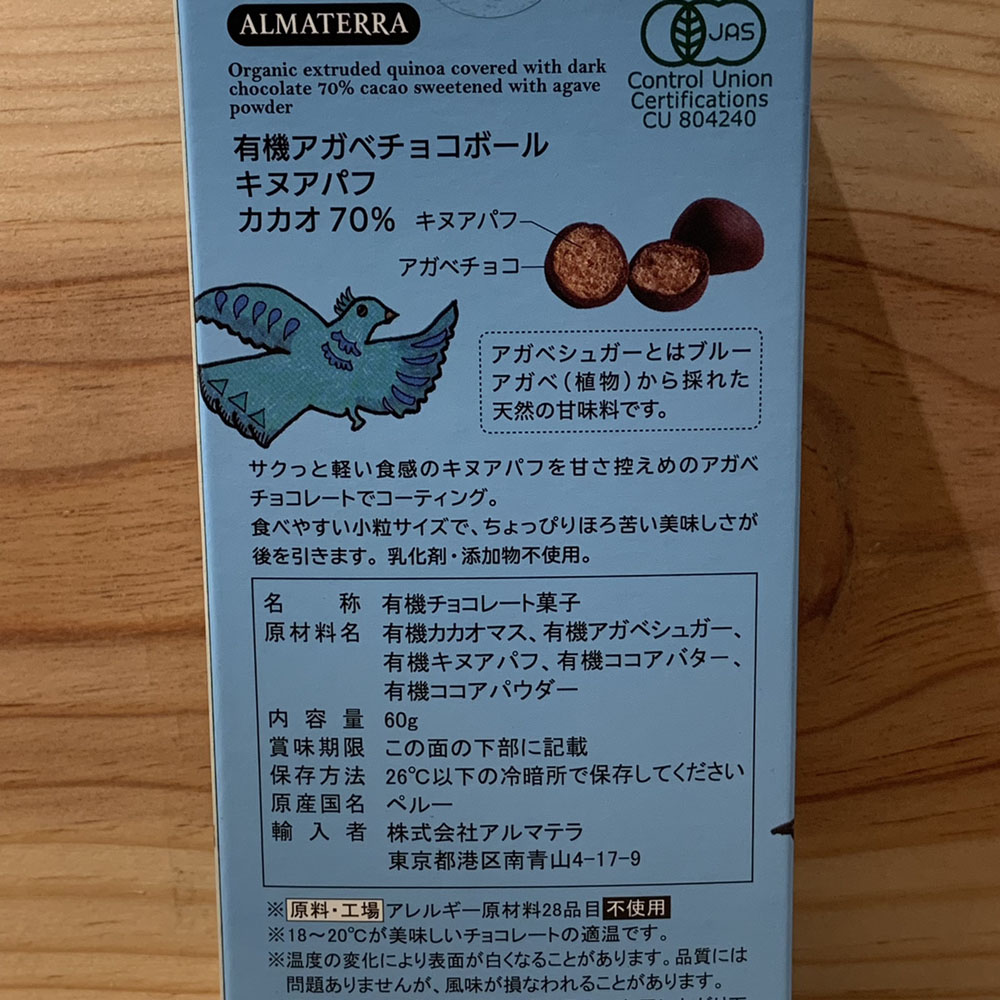 ALMATERRA
JAS
Control Union
Certifications
CU 804240
Organic extruded quinoa covered with dark
chocolate 70% cacao sweetened with agave
powder
有機アガベチョコボール
キヌアパフ
カカオ 70%
キヌアパフ
アガベチョコ
アガベシュガーとはブルー
アガベ(植物)から採れた
天然の甘味料です。
サクっと軽い食感のキヌアパフを甘さ控えめのアガベ
チョコレートでコーティング。
食べやすい小粒サイズで、ちょっぴりほろ苦い美味しさが
後を引きます。乳化剤・添加物不使用。
名称 有機チョコレート菓子
原材料名 有機カカオマス、有機アガベシュガー、
有機キヌアパフ、有機ココアバター、
有機ココアパウダー
内容量 60g
賞味期限 この面の下部に記載
保存方法 26℃以下の冷暗所で保存してください
原産国名 ペルー
輸入者 株式会社アルマテラ
東京都港区南青山4-17-9
※原料・工場 アレルギー原材料28品目 不使用
※18〜20℃が美味しいチョコレートの適温です。
※温度の変化により表面が白くなることがあります。品質には
問題ありませんが、風味が損なわれることがあります。